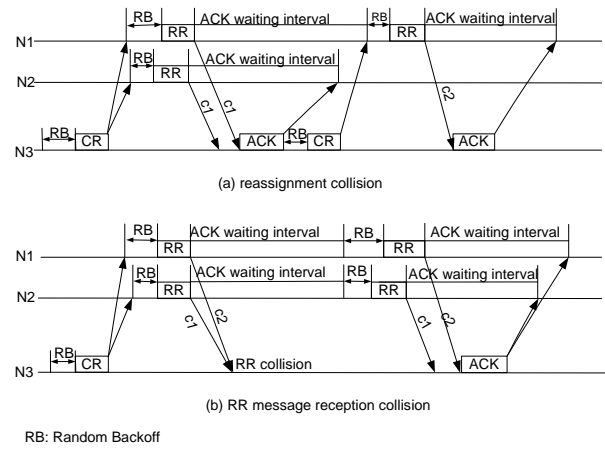 RB ACK waiting interval RB ACK waiting interval
N1 RR RR
RB ACK waiting interval
N2 RR
c1 c1 c2
RB RB
N3 CR ACK CR ACK
(a) reassignment collision
RB ACK waiting interval RB ACK waiting interval
N1 RR RR
RB ACK waiting interval RB ACK waiting interval
N2 RR RR
c1 c2 c1 c2
RB RR collision
N3 CR ACK
(b) RR message reception collision
RB: Random Backoff